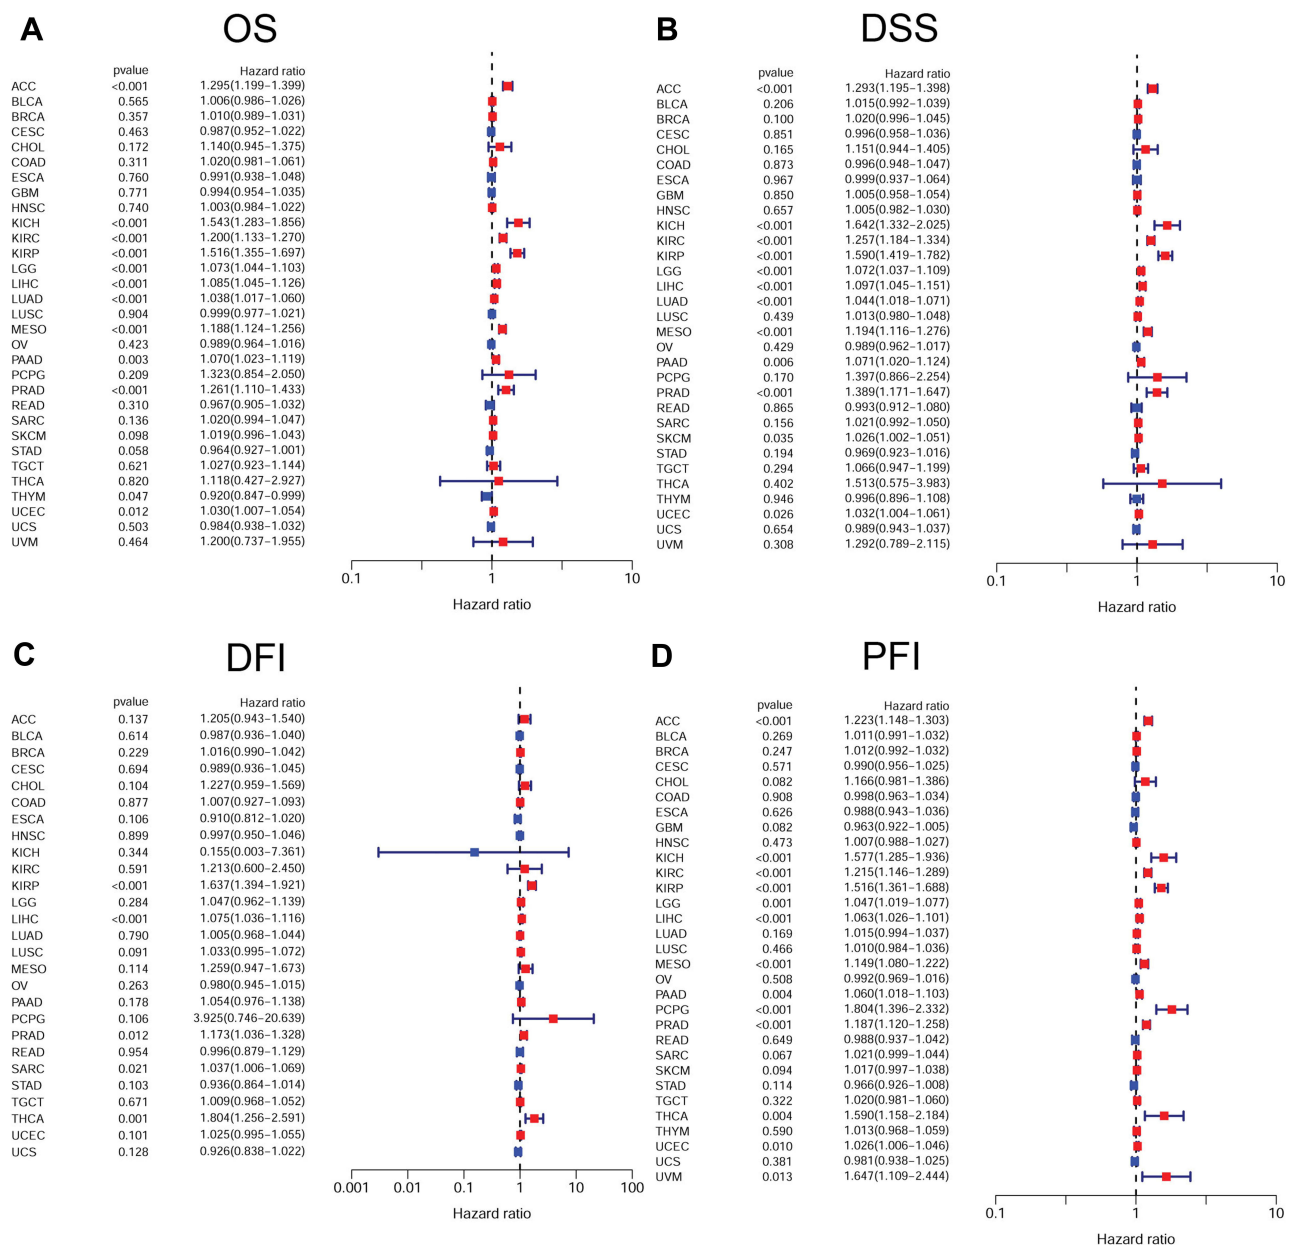 A
OS
pvalue Hazard ratio
ACC <0.001 1.295(1.199−1.399)
BLCA 0.565 1.006(0.986−1.026)
BRCA 0.357 1.010(0.989−1.031)
CESC 0.463 0.987(0.952−1.022)
CHOL 0.172 1.140(0.945−1.375)
COAD 0.311 1.020(0.981−1.061)
ESCA 0.760 0.991(0.938−1.048)
GBM 0.771 0.994(0.954−1.035)
HNSC 0.740 1.003(0.984−1.022)
KICH <0.001 1.543(1.283−1.856)
KIRC <0.001 1.200(1.133−1.270)
KIRP <0.001 1.516(1.355−1.697)
LGG <0.001 1.073(1.044−1.103)
LIHC <0.001 1.085(1.045−1.126)
LUAD <0.001 1.038(1.017−1.060)
LUSC 0.904 0.999(0.977−1.021)
MESO <0.001 1.188(1.124−1.256)
OV 0.423 0.989(0.964−1.016)
PAAD 0.003 1.070(1.023−1.119)
PCPG 0.209 1.323(0.854−2.050)
PRAD <0.001 1.261(1.110−1.433)
READ 0.310 0.967(0.905−1.032)
SARC 0.136 1.020(0.994−1.047)
SKCM 0.098 1.019(0.996−1.043)
STAD 0.058 0.964(0.927−1.001)
TGCT 0.621 1.027(0.923−1.144)
THCA 0.820 1.118(0.427−2.927)
THYM 0.047 0.920(0.847−0.999)
UCEC 0.012 1.030(1.007−1.054)
UCS 0.503 0.984(0.938−1.032)
UVM 0.464 1.200(0.737−1.955)
0.1 1 10
Hazard ratio
B
DSS
pvalue Hazard ratio
ACC <0.001 1.293(1.195−1.398)
BLCA 0.206 1.015(0.992−1.039)
BRCA 0.100 1.020(0.996−1.045)
CESC 0.851 0.996(0.958−1.036)
CHOL 0.165 1.151(0.944−1.405)
COAD 0.873 0.996(0.948−1.047)
ESCA 0.967 0.999(0.937−1.064)
GBM 0.850 1.005(0.958−1.054)
HNSC 0.657 1.005(0.982−1.030)
KICH <0.001 1.642(1.332−2.025)
KIRC <0.001 1.257(1.184−1.334)
KIRP <0.001 1.590(1.419−1.782)
LGG <0.001 1.072(1.037−1.109)
LIHC <0.001 1.097(1.045−1.151)
LUAD <0.001 1.044(1.018−1.071)
LUSC 0.439 1.013(0.980−1.048)
MESO <0.001 1.194(1.116−1.276)
OV 0.429 0.989(0.962−1.017)
PAAD 0.006 1.071(1.020−1.124)
PCPG 0.170 1.397(0.866−2.254)
PRAD <0.001 1.389(1.171−1.647)
READ 0.865 0.993(0.912−1.080)
SARC 0.156 1.021(0.992−1.050)
SKCM 0.035 1.026(1.002−1.051)
STAD 0.194 0.969(0.923−1.016)
TGCT 0.294 1.066(0.947−1.199)
THCA 0.402 1.513(0.575−3.983)
THYM 0.946 0.996(0.896−1.108)
UCEC 0.026 1.032(1.004−1.061)
UCS 0.654 0.989(0.943−1.037)
UVM 0.308 1.292(0.789−2.115)
0.1 1 10
Hazard ratio
C
DFI
pvalue Hazard ratio
ACC 0.137 1.205(0.943−1.540)
BLCA 0.614 0.987(0.936−1.040)
BRCA 0.229 1.016(0.990−1.042)
CESC 0.694 0.989(0.936−1.045)
CHOL 0.104 1.227(0.959−1.569)
COAD 0.877 1.007(0.927−1.093)
ESCA 0.106 0.910(0.812−1.020)
HNSC 0.899 0.997(0.950−1.046)
KICH 0.344 0.155(0.003−7.361)
KIRC 0.591 1.213(0.600−2.450)
KIRP <0.001 1.637(1.394−1.921)
LGG 0.284 1.047(0.962−1.139)
LIHC <0.001 1.075(1.036−1.116)
LUAD 0.790 1.005(0.968−1.044)
LUSC 0.091 1.033(0.995−1.072)
MESO 0.114 1.259(0.947−1.673)
OV 0.263 0.980(0.945−1.015)
PAAD 0.178 1.054(0.976−1.138)
PCPG 0.106 3.925(0.746−20.639)
PRAD 0.012 1.173(1.036−1.328)
READ 0.954 0.996(0.879−1.129)
SARC 0.021 1.037(1.006−1.069)
STAD 0.103 0.936(0.864−1.014)
TGCT 0.671 1.009(0.968−1.052)
THCA 0.001 1.804(1.256−2.591)
UCEC 0.101 1.025(0.995−1.055)
UCS 0.128 0.926(0.838−1.022)
0.001 0.01 0.1 1 10 100
Hazard ratio
D
PFI
pvalue Hazard ratio
ACC <0.001 1.223(1.148−1.303)
BLCA 0.269 1.011(0.991−1.032)
BRCA 0.247 1.012(0.992−1.032)
CESC 0.571 0.990(0.956−1.025)
CHOL 0.082 1.166(0.981−1.386)
COAD 0.908 0.998(0.963−1.034)
ESCA 0.626 0.988(0.943−1.036)
GBM 0.082 0.963(0.922−1.005)
HNSC 0.473 1.007(0.988−1.027)
KICH <0.001 1.577(1.285−1.936)
KIRC <0.001 1.215(1.146−1.289)
KIRP <0.001 1.516(1.361−1.688)
LGG 0.001 1.047(1.019−1.077)
LIHC <0.001 1.063(1.026−1.101)
LUAD 0.169 1.015(0.994−1.037)
LUSC 0.466 1.010(0.984−1.036)
MESO <0.001 1.149(1.080−1.222)
OV 0.508 0.992(0.969−1.016)
PAAD 0.004 1.060(1.018−1.103)
PCPG <0.001 1.804(1.396−2.332)
PRAD <0.001 1.187(1.120−1.258)
READ 0.649 0.988(0.937−1.042)
SARC 0.067 1.021(0.999−1.044)
SKCM 0.094 1.017(0.997−1.038)
STAD 0.114 0.966(0.926−1.008)
TGCT 0.322 1.020(0.981−1.060)
THCA 0.004 1.590(1.158−2.184)
THYM 0.590 1.013(0.968−1.059)
UCEC 0.010 1.026(1.006−1.046)
UCS 0.381 0.981(0.938−1.025)
UVM 0.013 1.647(1.109−2.444)
0.1 1 10
Hazard ratio